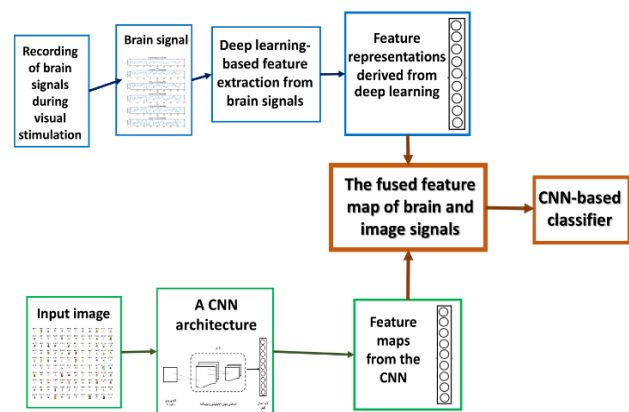 Recording
of brain
signals
during
visual
stimulation
Brain signal
Deep learning-
based feature
extraction from
brain signals
Feature
representations
derived from
deep learning
The fused feature
map of brain and
image signals
CNN-based
classifier
Input image
A CNN
architecture
Feature
maps
from the
CNN